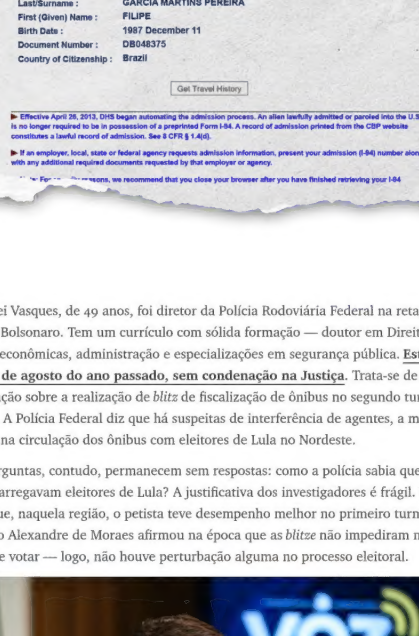 Last/Surname : GARCIA MARTINS PEREIRA
First (Given) Name : FILIPE
Birth Date : 1987 December 11
Document Number : DB048375
Country of Citizenship : Brazil
Get Travel History
Effective April 26, 2013, DHS began automating the admission process. An alien lawfully admitted or paroled into the U.S
is no longer required to be in possession of a preprinted Form I-94. A record of admission printed from the CBP website
constitutes a lawful record of admission. See 8 CFR § 1.4(d).
If an employer, local, state or federal agency requests admission information, present your admission (I-94) number alon
with any additional required documents requested by that employer or agency.
we recommend that you close your browser after you have finished retrieving your I-94
ei Vasques, de 49 anos, foi diretor da Polícia Rodoviária Federal na reta
Bolsonaro. Tem um currículo com sólida formação — doutor em Direit
econômicas, administração e especializações em segurança pública. Es
de agosto do ano passado, sem condenação na Justiça. Trata-se de
ação sobre a realização de blitz de fiscalização de ônibus no segundo tu
A Polícia Federal diz que há suspeitas de interferência de agentes, a m
na circulação dos ônibus com eleitores de Lula no Nordeste.
rguntas, contudo, permanecem sem respostas: como a polícia sabia que
arregavam eleitores de Lula? A justificativa dos investigadores é frágil.
ue, naquela região, o petista teve desempenho melhor no primeiro turn
o Alexandre de Moraes afirmou na época que as blitze não impediram n
e votar — logo, não houve perturbação alguma no processo eleitoral.